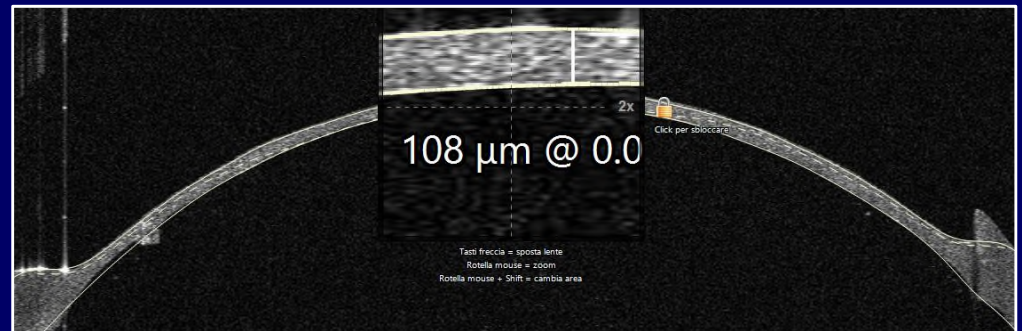 2x
Click per sbloccare
108 µm @ 0.0
Tasti freccia = sposta lente
Rotella mouse = zoom
Rotella mouse + Shift = cambia area